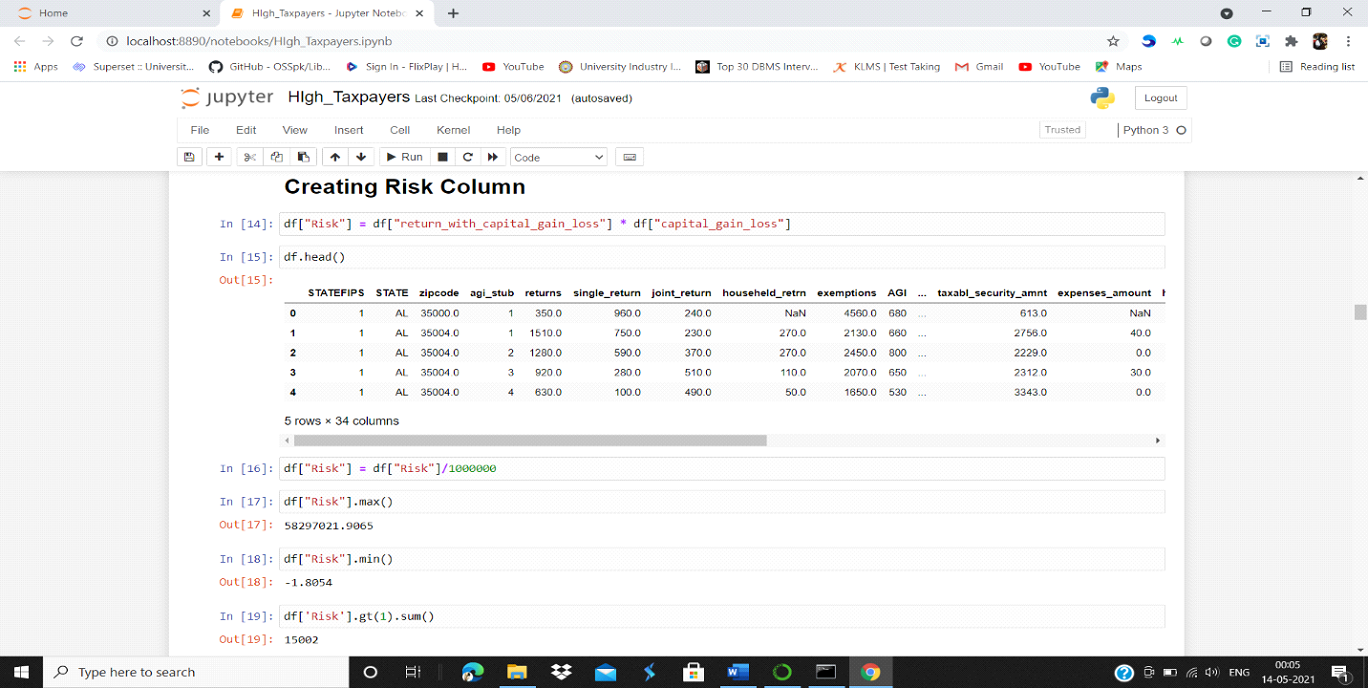 Home
HIgh_Taxpayers - Jupyter Notebo
localhost:8890/notebooks/HIgh_Taxpayers.ipynb
Apps Superset :: Universit... GitHub - OSSpk/Lib... Sign In - FlixPlay | H... YouTube University Industry I... Top 30 DBMS Interv... KLMS | Test Taking Gmail YouTube Maps Reading list
jupyter HIgh_Taxpayers Last Checkpoint: 05/06/2021 (autosaved) Logout
File Edit View Insert Cell Kernel Help Trusted Python 3
Run Code
Creating Risk Column
In [14]: df["Risk"] = df["return_with_capital_gain_loss"] * df["capital_gain_loss"]
In [15]: df.head()
Out[15]:
STATEFIPS STATE zipcode agi_stub returns single_return joint_return househeld_retrn exemptions AGI ... taxabl_security_amnt expenses_amount
0 1 AL 35000.0 1 350.0 960.0 240.0 NaN 4560.0 680 ... 613.0 NaN
1 1 AL 35004.0 1 1510.0 750.0 230.0 270.0 2130.0 660 ... 2756.0 40.0
2 1 AL 35004.0 2 1280.0 590.0 370.0 270.0 2450.0 800 ... 2229.0 0.0
3 1 AL 35004.0 3 920.0 280.0 510.0 110.0 2070.0 650 ... 2312.0 30.0
4 1 AL 35004.0 4 630.0 100.0 490.0 50.0 1650.0 530 ... 3343.0 0.0
5 rows × 34 columns
In [16]: df["Risk"] = df["Risk"]/1000000
In [17]: df["Risk"].max()
Out[17]: 58297021.9065
In [18]: df["Risk"].min()
Out[18]: -1.8054
In [19]: df['Risk'].gt(1).sum()
Out[19]: 15002
Type here to search
ENG
00:05
14-05-2021
1